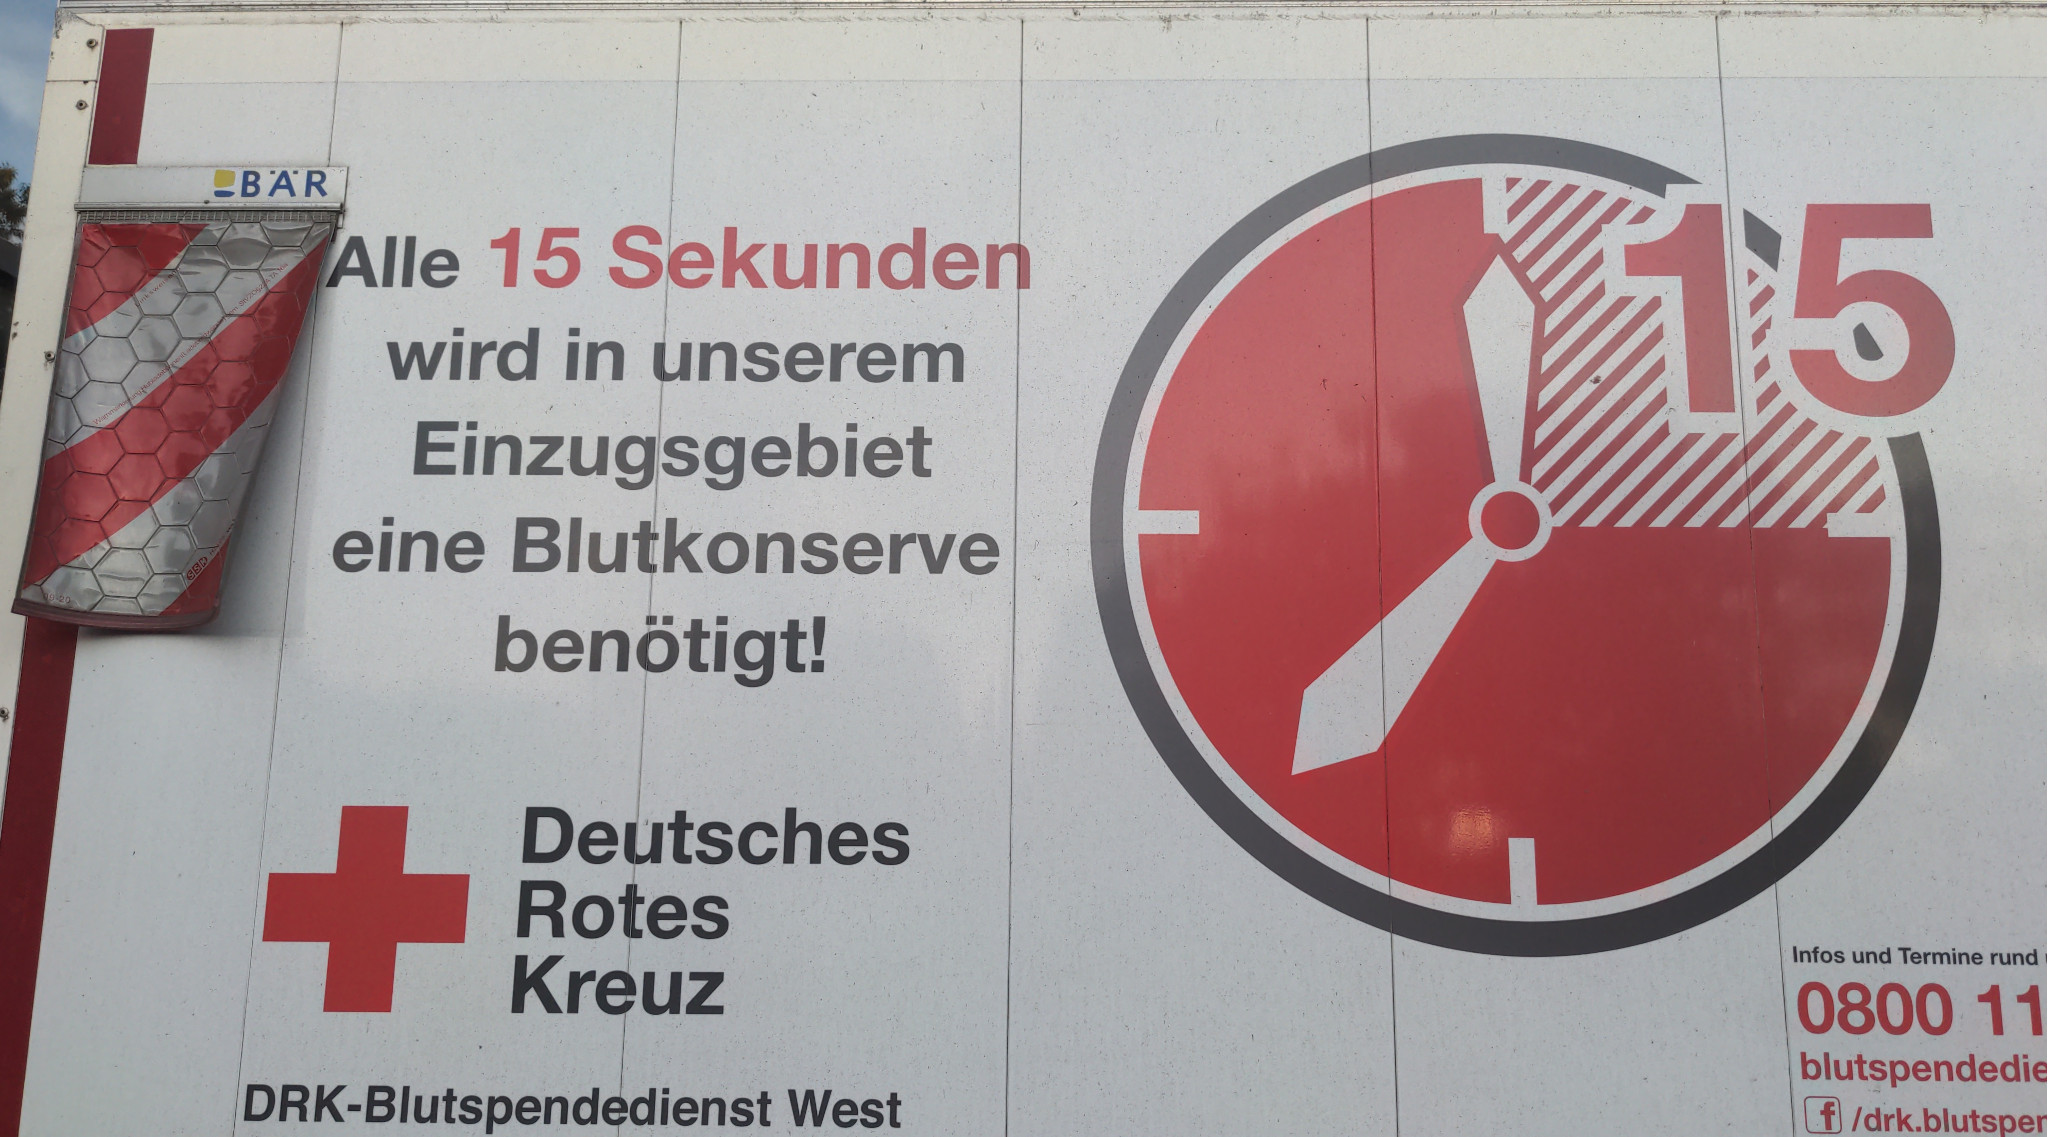 BÄR
Alle 15 Sekunden
wird in unserem
Einzugsgebiet
eine Blutkonserve
benötigt!
15
Deutsches
Rotes
Kreuz
DRK-Blutspendedienst West
Infos und Termine rund
0800 11
blutspendedie
f /drk.blutspen